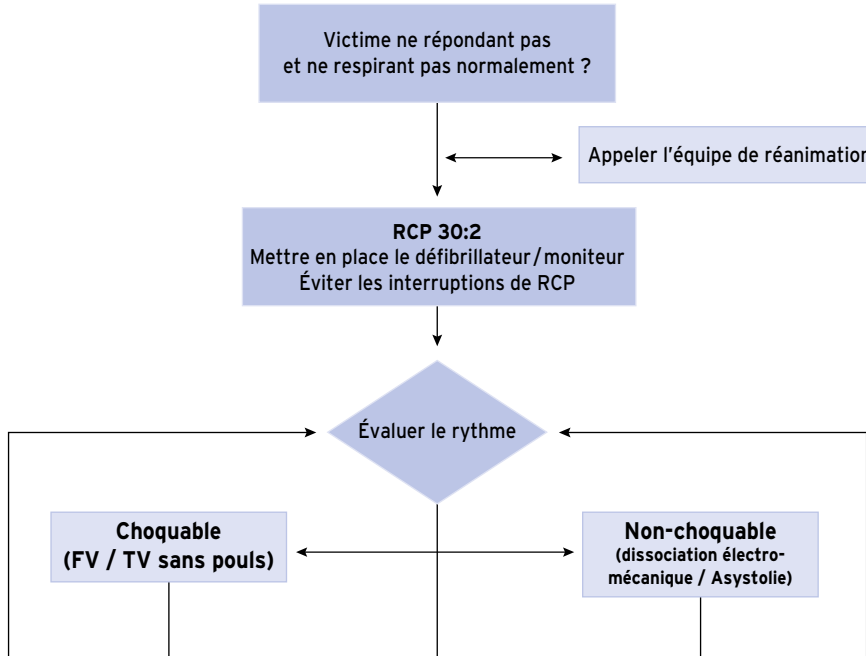 Victime ne répondant pas
et ne respirant pas normalement ?
Appeler l'équipe de réanimation
RCP 30:2
Mettre en place le défibrillateur/moniteur
Éviter les interruptions de RCP
Évaluer le rythme
Choquable
(FV / TV sans pouls)
Non-choquable
(dissociation électro-
mécanique / Asystolie)